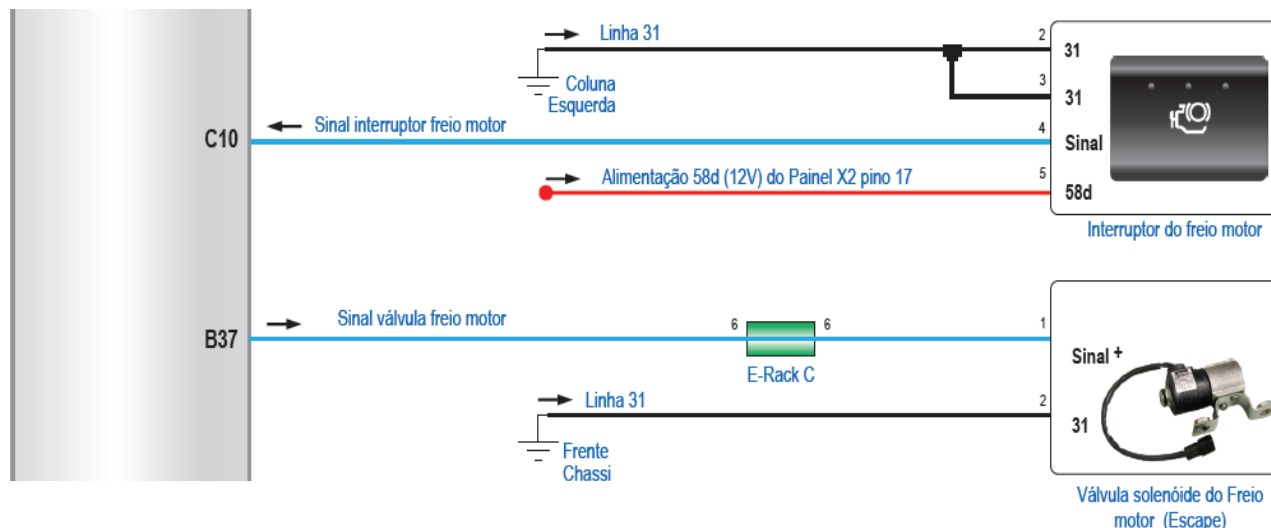 Linha 31
2
31
Coluna
Esquerda
3
31
C10
Sinal interruptor freio motor
4
Sinal
Alimentação 58d (12V) do Painel X2 pino 17
5
58d
Interruptor do freio motor
B37
Sinal válvula freio motor
6
6
1
Sinal +
E-Rack C
Linha 31
2
31
Frente
Chassi
Válvula solenóide do Freio
motor (Escape)